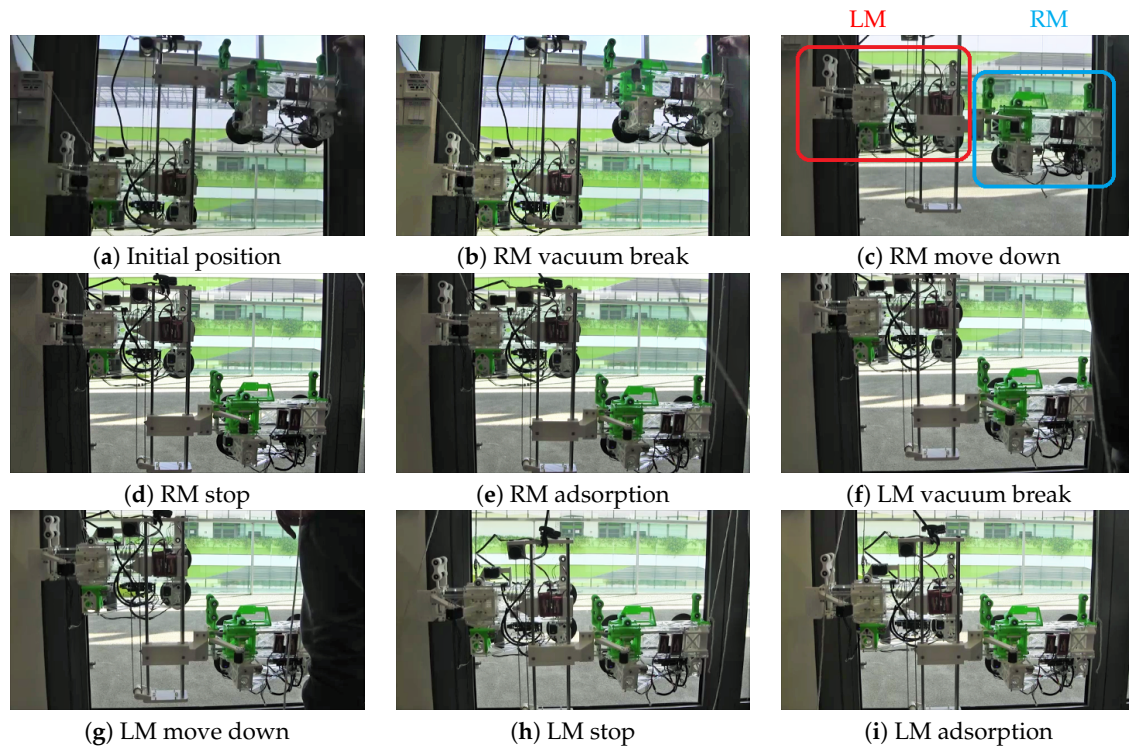 LM RM
(a) Initial position
(b) RM vacuum break
(c) RM move down
(d) RM stop
(e) RM adsorption
(f) LM vacuum break
(g) LM move down
(h) LM stop
(i) LM adsorption